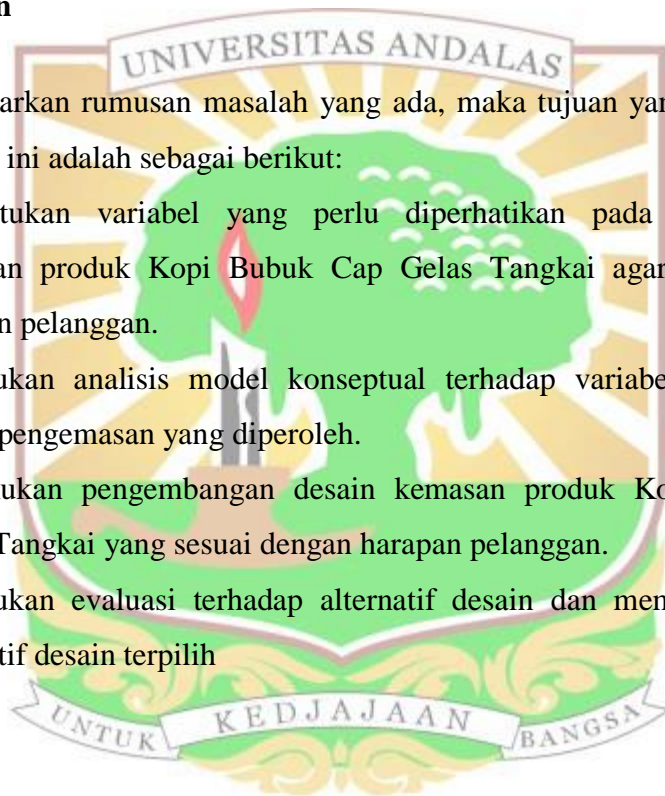 n
UNIVERSITAS ANDALAS
arkan rumusan masalah yang ada, maka tujuan yan
ini adalah sebagai berikut:
tukan variabel yang perlu diperhatikan pada
an produk Kopi Bubuk Cap Gelas Tangkai agar
n pelanggan.
ukan analisis model konseptual terhadap variabe
pengemasan yang diperoleh.
ukan pengembangan desain kemasan produk Ko
Tangkai yang sesuai dengan harapan pelanggan.
ukan evaluasi terhadap alternatif desain dan men
tif desain terpilih
UNTUK KEDJAJAAN BANGSA